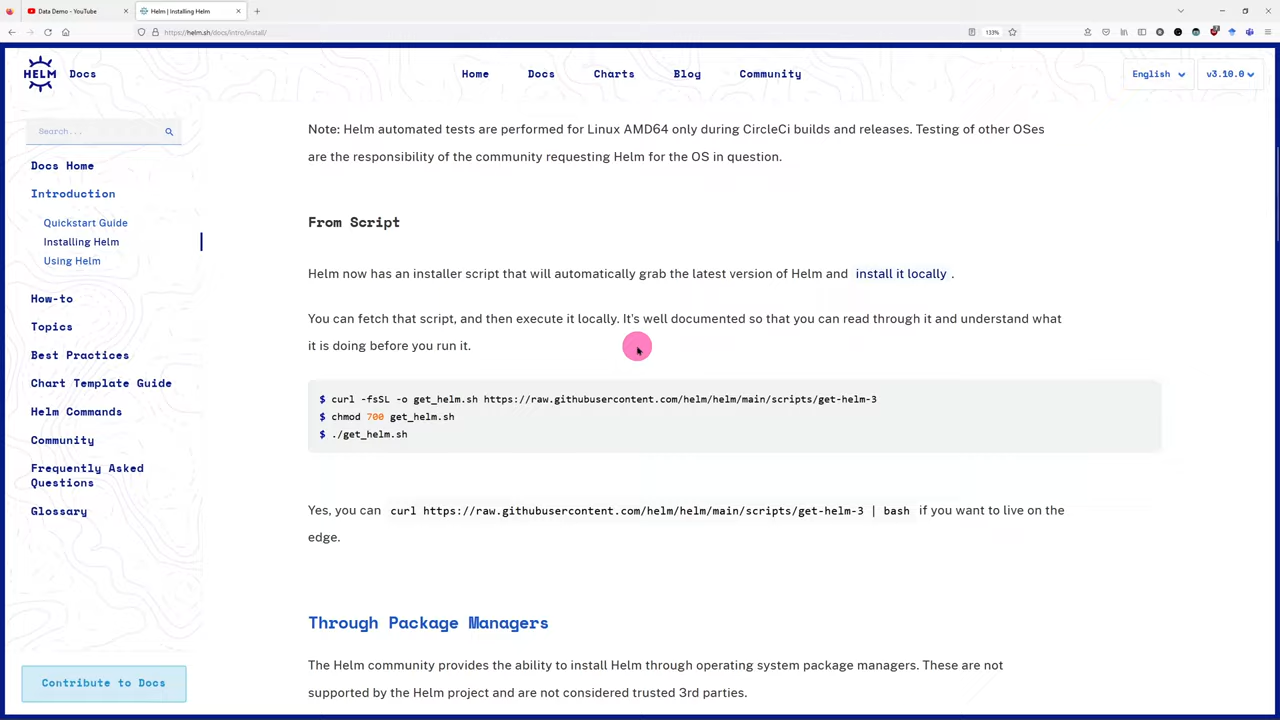 Data Demo - YouTube
Helm | Installing Helm
https://helm.sh/docs/intro/install/
133%
HELM Docs
Home Docs Charts Blog Community
English v3.10.0
Search...
Docs Home
Introduction
Quickstart Guide
Installing Helm
Using Helm
How-to
Topics
Best Practices
Chart Template Guide
Helm Commands
Community
Frequently Asked
Questions
Glossary
Contribute to Docs
Note: Helm automated tests are performed for Linux AMD64 only during CircleCi builds and releases. Testing of other OSes
are the responsibility of the community requesting Helm for the OS in question.
From Script
Helm now has an installer script that will automatically grab the latest version of Helm and install it locally .
You can fetch that script, and then execute it locally. It's well documented so that you can read through it and understand what
it is doing before you run it.
$ curl -fsSL -o get_helm.sh https://raw.githubusercontent.com/helm/helm/main/scripts/get-helm-3
$ chmod 700 get_helm.sh
$ ./get_helm.sh
Yes, you can curl https://raw.githubusercontent.com/helm/helm/main/scripts/get-helm-3 | bash if you want to live on the
edge.
Through Package Managers
The Helm community provides the ability to install Helm through operating system package managers. These are not
supported by the Helm project and are not considered trusted 3rd parties.